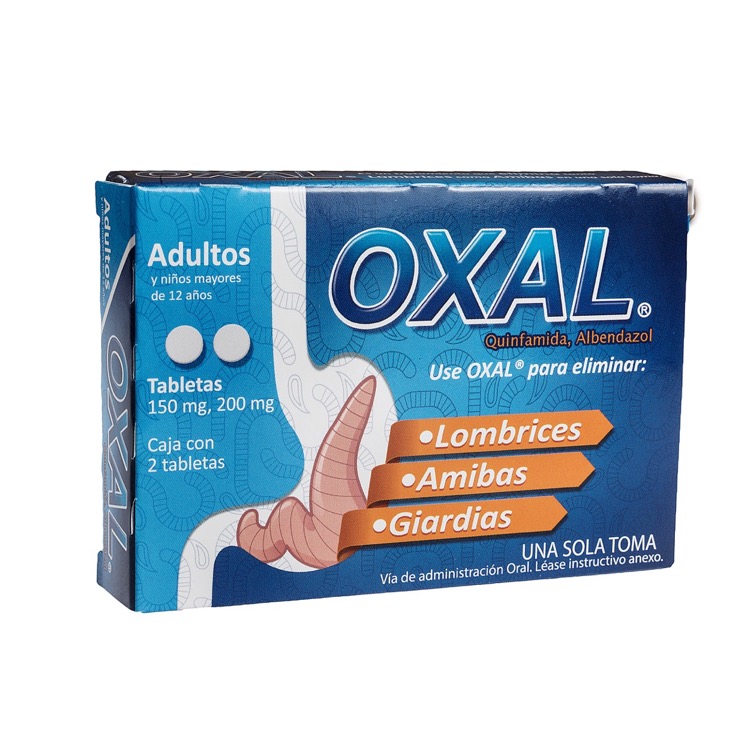 Adultos
y niños mayores
de 12 años
Tabletas
150 mg, 200 mg
Caja con
2 tabletas
OXAL®
Quinfamida, Albendazol
Use OXAL® para eliminar:
•Lombrices
•Amibas
•Giardias
UNA SOLA TOMA
Vía de administración Oral. Léase instructivo anexo.
Adultos
OXAL®
OXAL